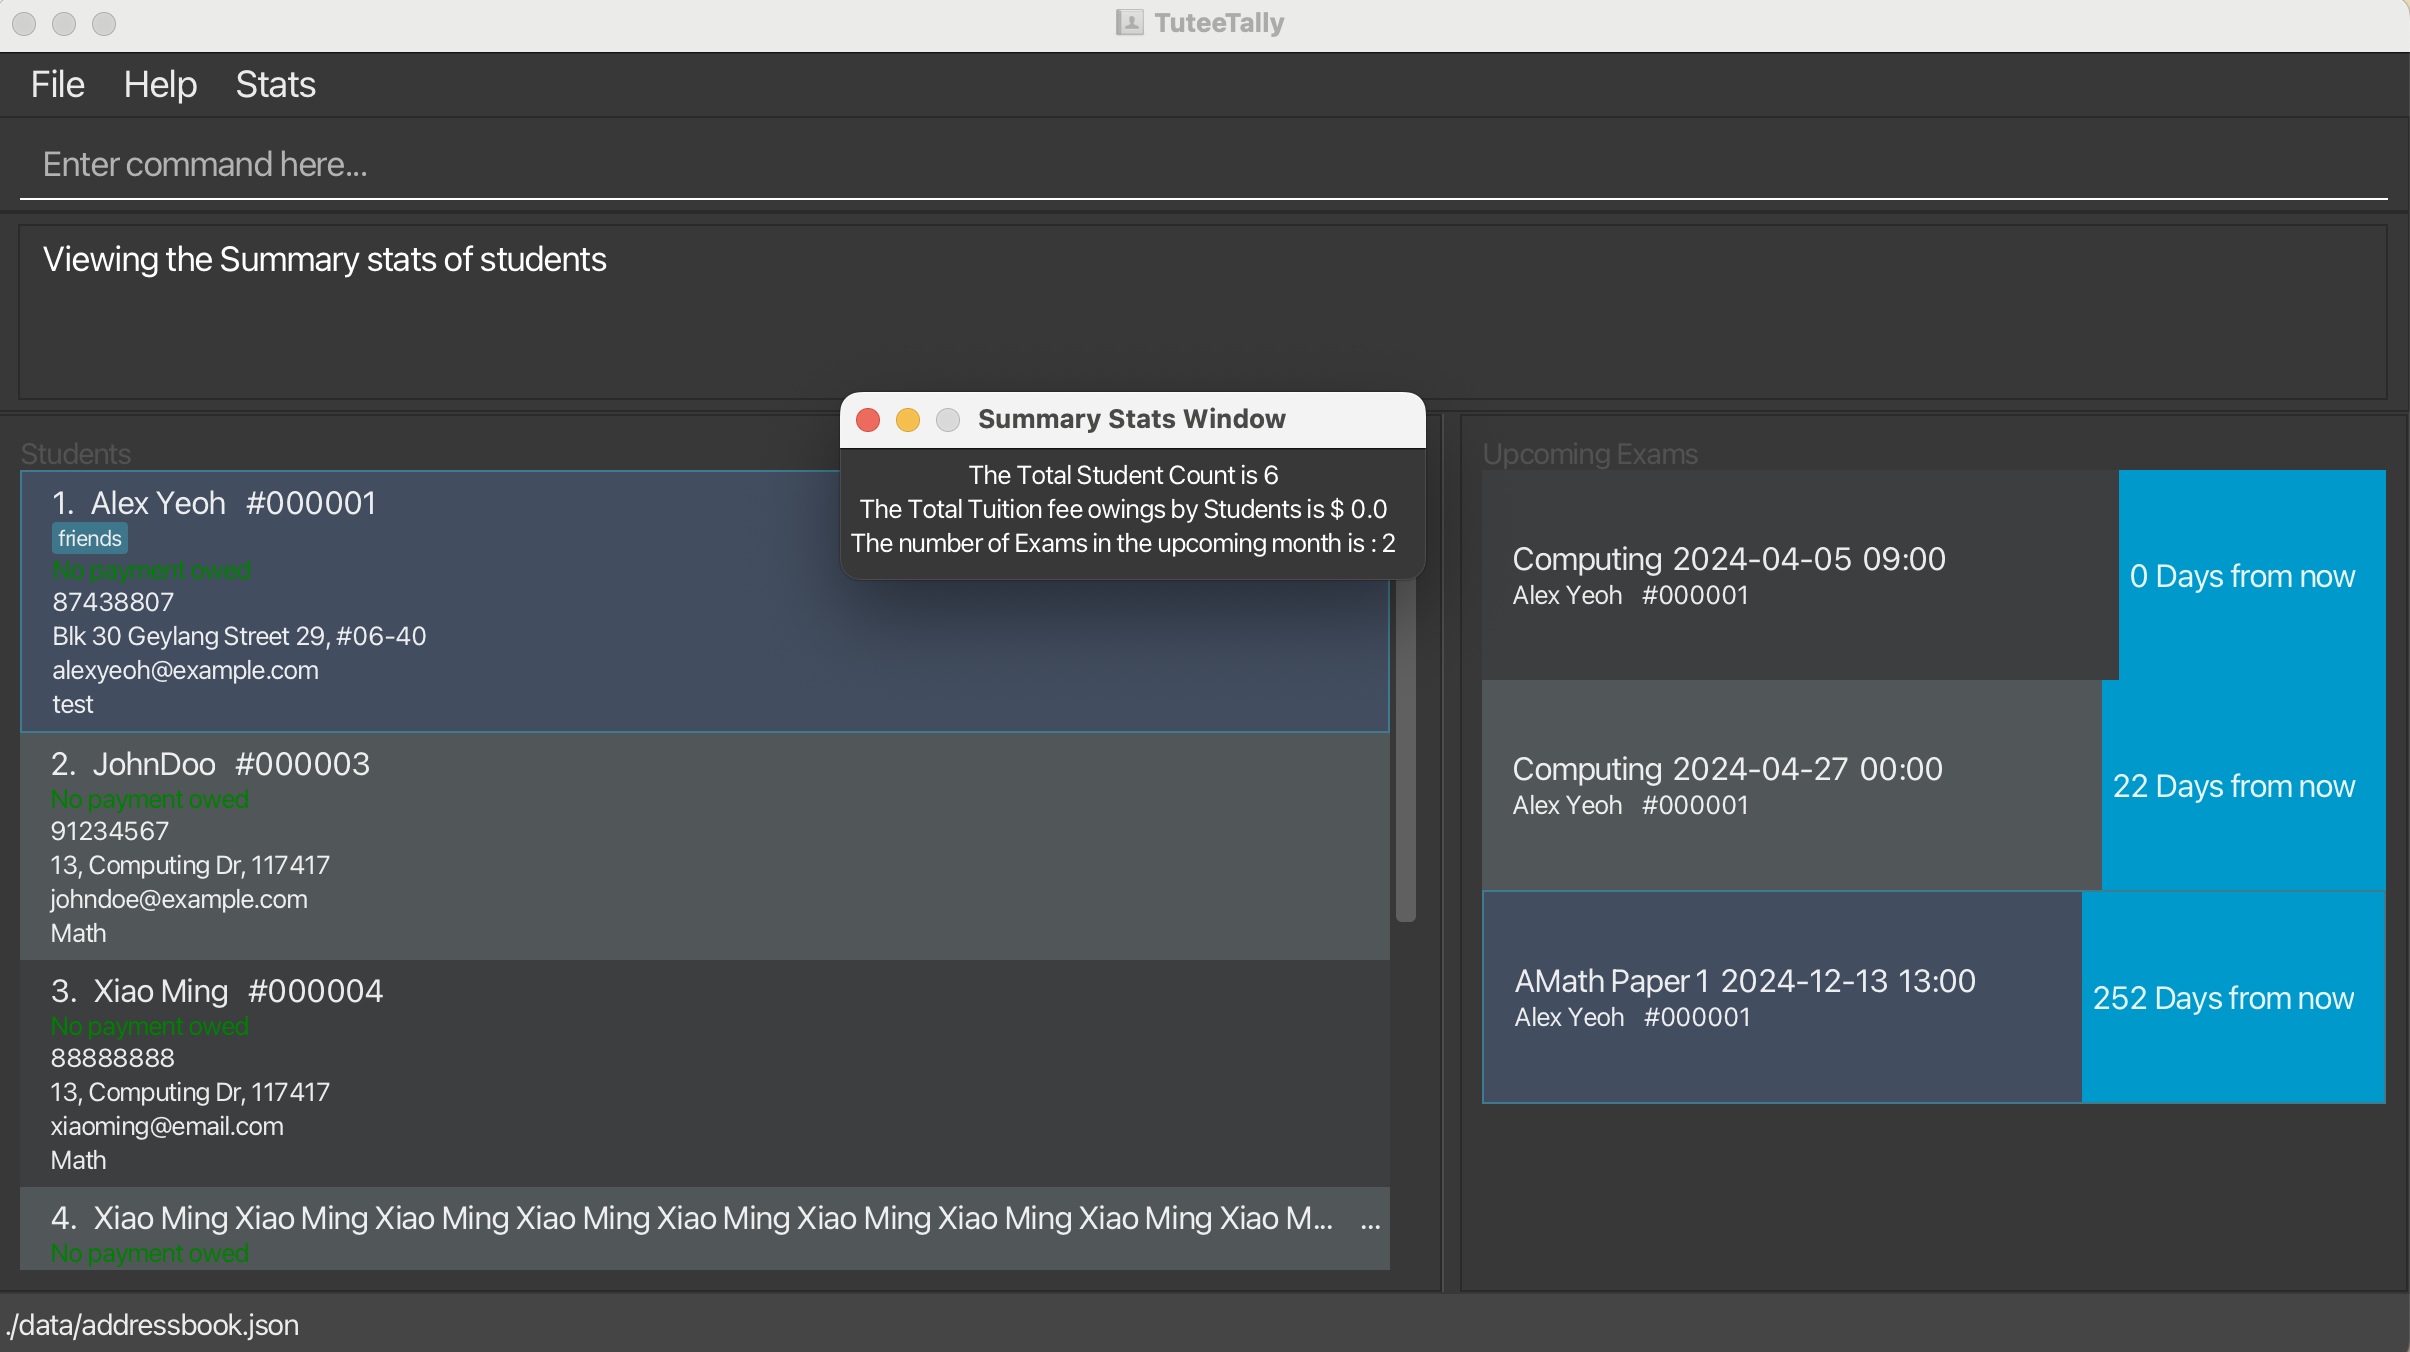 TuteeTally
File Help Stats
Enter command here...
Viewing the Summary stats of students
Summary Stats Window
The Total Student Count is 6
The Total Tuition fee owings by Students is $ 0.0
The number of Exams in the upcoming month is : 2
Students
1. Alex Yeoh #000001
friends
No payment owed
87438807
Blk 30 Geylang Street 29, #06-40
alexyeoh@example.com
test
2. JohnDoo #000003
No payment owed
91234567
13, Computing Dr, 117417
johndoe@example.com
Math
3. Xiao Ming #000004
No payment owed
88888888
13, Computing Dr, 117417
xiaoming@email.com
Math
4. Xiao Ming Xiao Ming Xiao Ming Xiao Ming Xiao Ming Xiao Ming Xiao Ming Xiao Ming Xiao M... ...
No payment owed
Upcoming Exams
Computing 2024-04-05 09:00
Alex Yeoh #000001
0 Days from now
Computing 2024-04-27 00:00
Alex Yeoh #000001
22 Days from now
AMath Paper 1 2024-12-13 13:00
Alex Yeoh #000001
252 Days from now
./data/addressbook.json